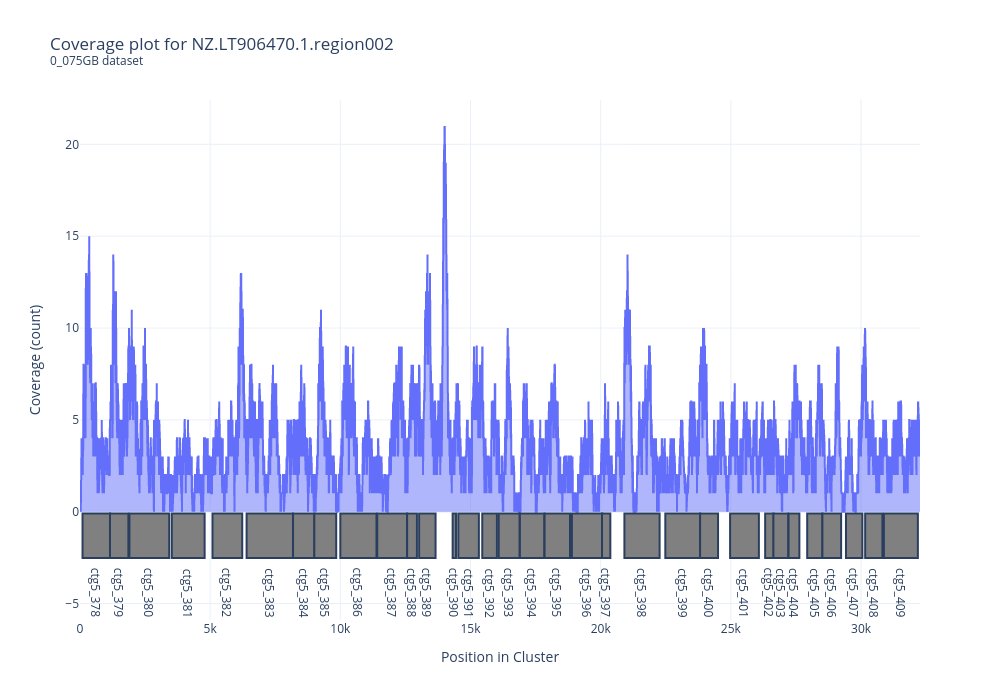 Coverage plot for NZ.LT906470.1.region002
0_075GB dataset
Coverage (count)
20
15
10
5
0
−5
ctg5_378
ctg5_379
ctg5_380
ctg5_381
ctg5_382
ctg5_383
ctg5_384
ctg5_385
ctg5_386
ctg5_387
ctg5_388
ctg5_389
ctg5_390
ctg5_391
ctg5_392
ctg5_393
ctg5_394
ctg5_395
ctg5_396
ctg5_397
ctg5_398
ctg5_399
ctg5_400
ctg5_401
ctg5_402
ctg5_403
ctg5_404
ctg5_405
ctg5_406
ctg5_407
ctg5_408
ctg5_409
0
5k
10k
15k
20k
25k
30k
Position in Cluster